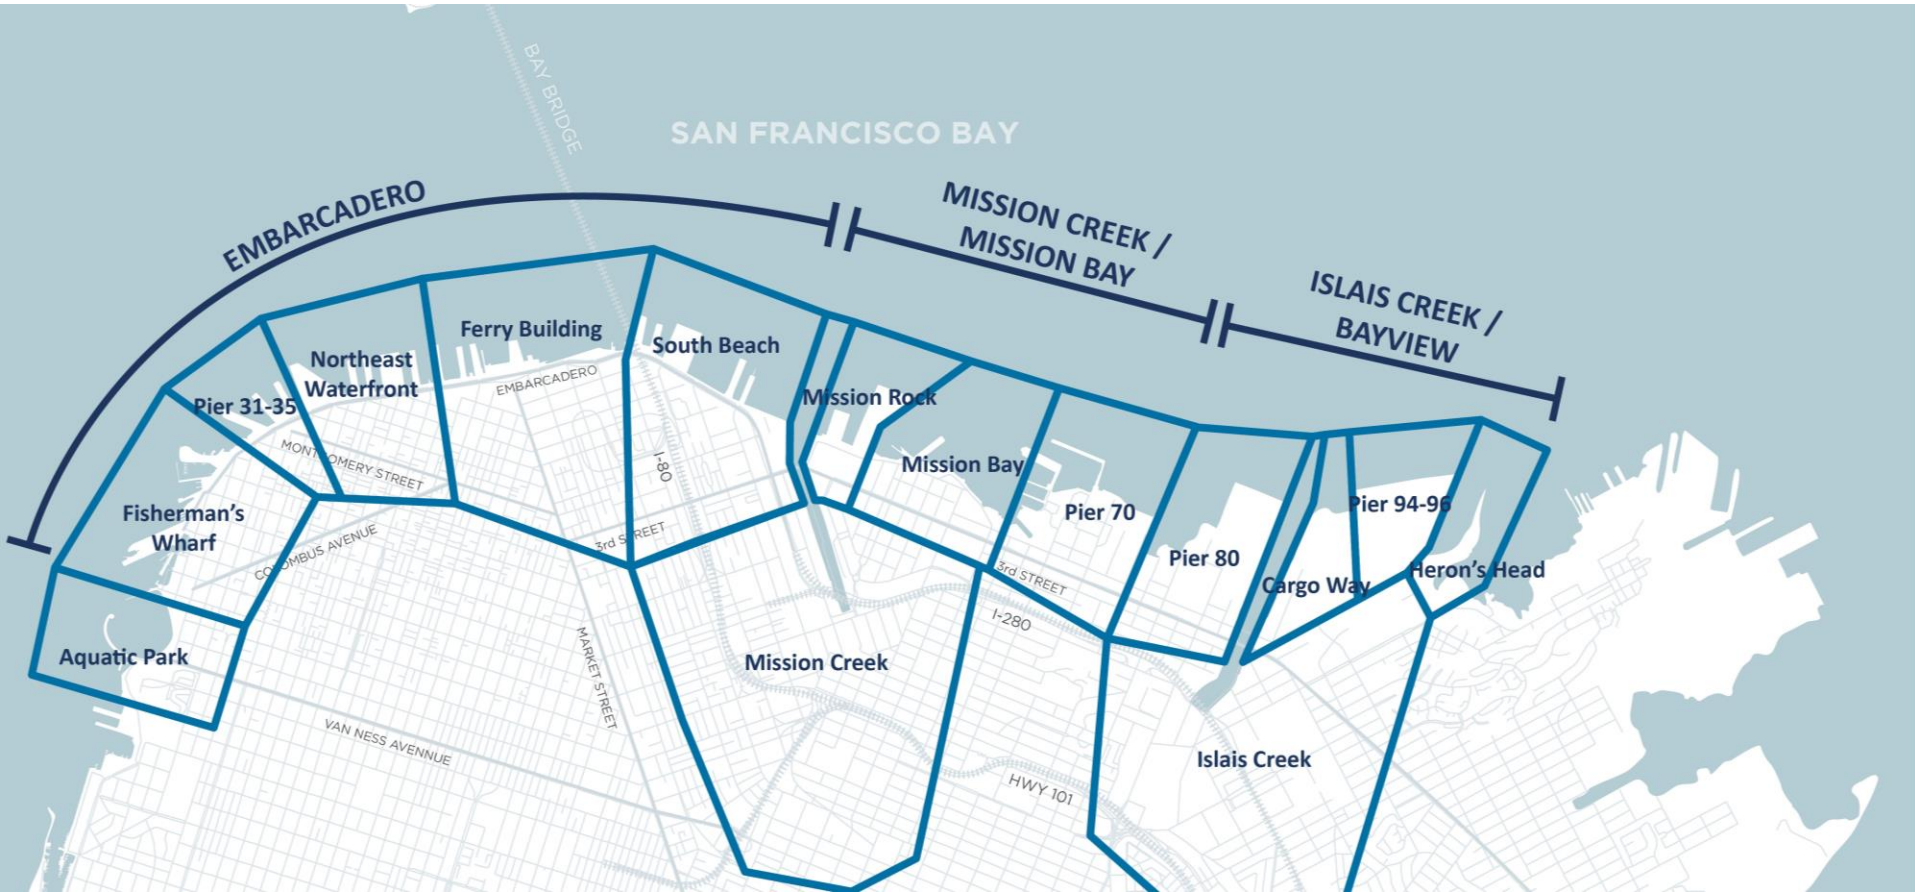 BAY BRIDGE
SAN FRANCISCO BAY
EMBARCADERO
MISSION CREEK /
MISSION BAY
ISLAIS CREEK /
BAYVIEW
Ferry Building
South Beach
Northeast
Waterfront
EMBARCADERO
Pier 31-35
Mission Rock
MONTGOMERY STREET
I-80
Mission Bay
Pier 94-96
Fisherman's
Wharf
Pier 70
COLOMBUS AVENUE
3rd STREET
Pier 80
3rd STREET
Cargo Way
Heron's Head
I-280
Aquatic Park
Mission Creek
MARKET STREET
VAN NESS AVENNUE
HWY 101
Islais Creek